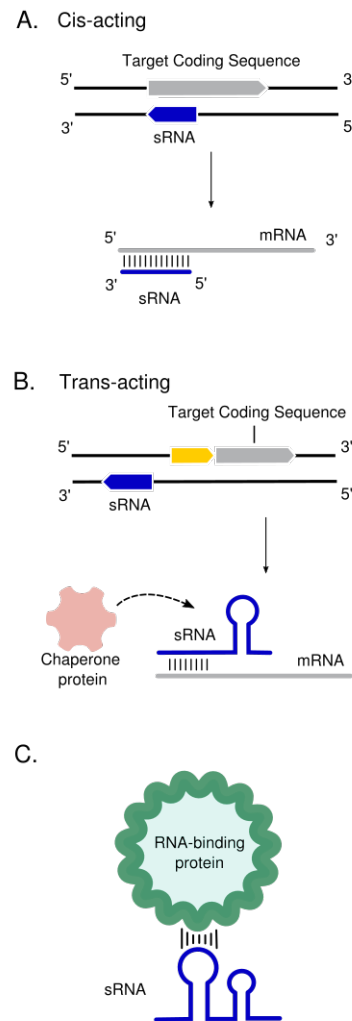 A. Cis-acting
Target Coding Sequence
5' 3'
3' 5'
sRNA
5' mRNA 3'
3' sRNA 5'
B. Trans-acting
Target Coding Sequence
5' 3'
3' 5'
sRNA
Chaperone
protein
sRNA
mRNA
C.
RNA-binding
protein
sRNA